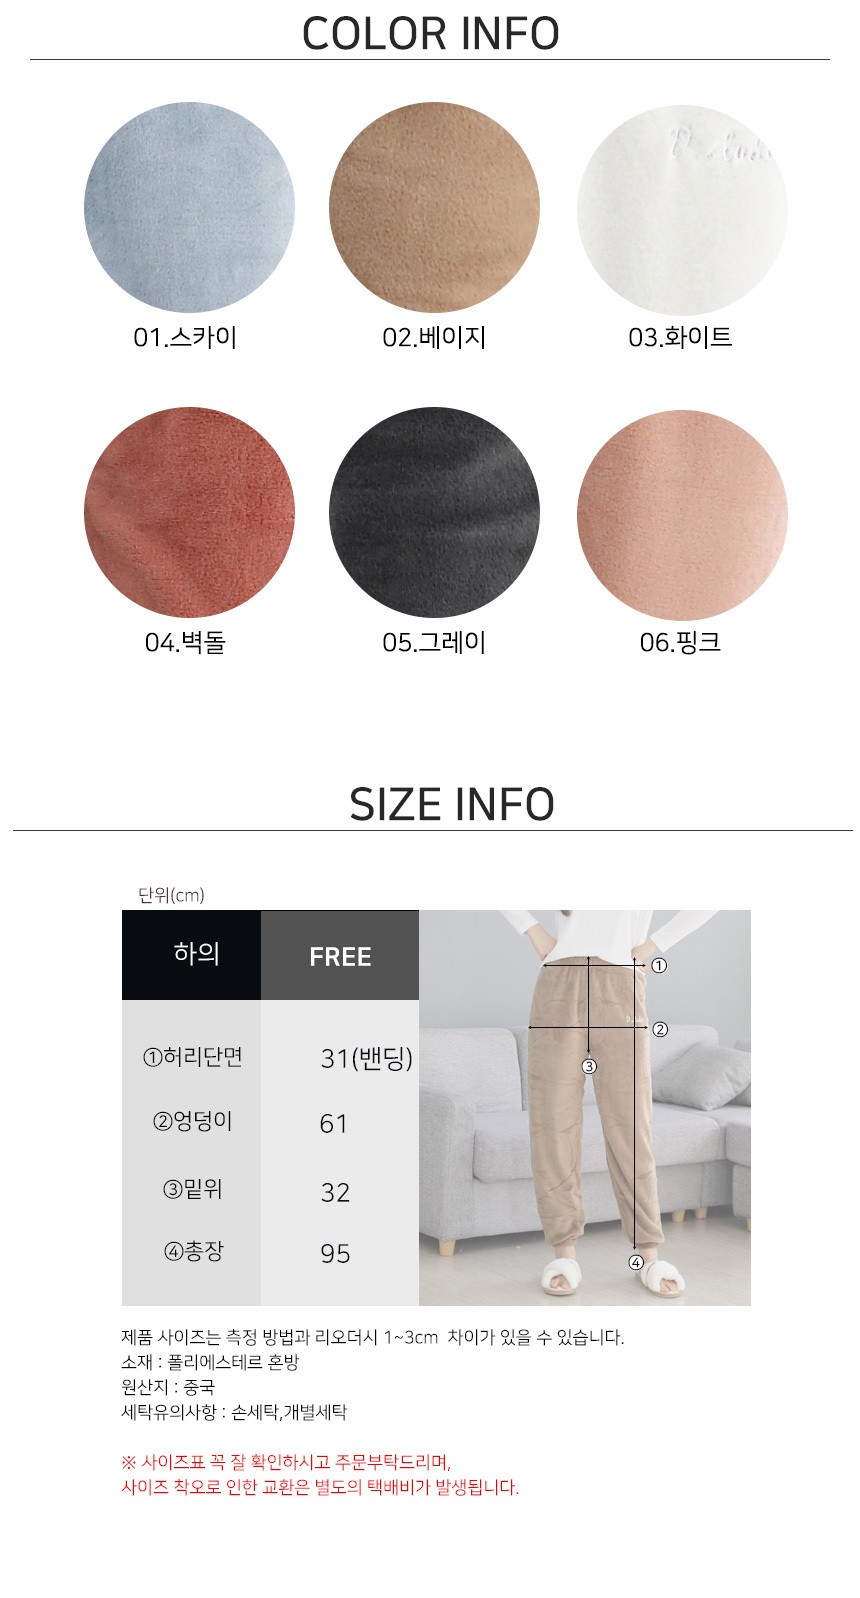 COLOR INFO
01.스카이
02.베이지
03.화이트
04.벽돌
05.그레이
06.핑크
SIZE INFO
단위(cm)
하의 FREE
①허리단면 31(밴딩)
②엉덩이 61
③밑위 32
④총장 95
①
②
③
④
제품 사이즈는 측정 방법과 리오더시 1~3cm 차이가 있을 수 있습니다.
소재 : 폴리에스테르 혼방
원산지 : 중국
세탁유의사항 : 손세탁,개별세탁
※ 사이즈표 꼭 잘 확인하시고 주문부탁드리며,
사이즈 착오로 인한 교환은 별도의 택배비가 발생됩니다.